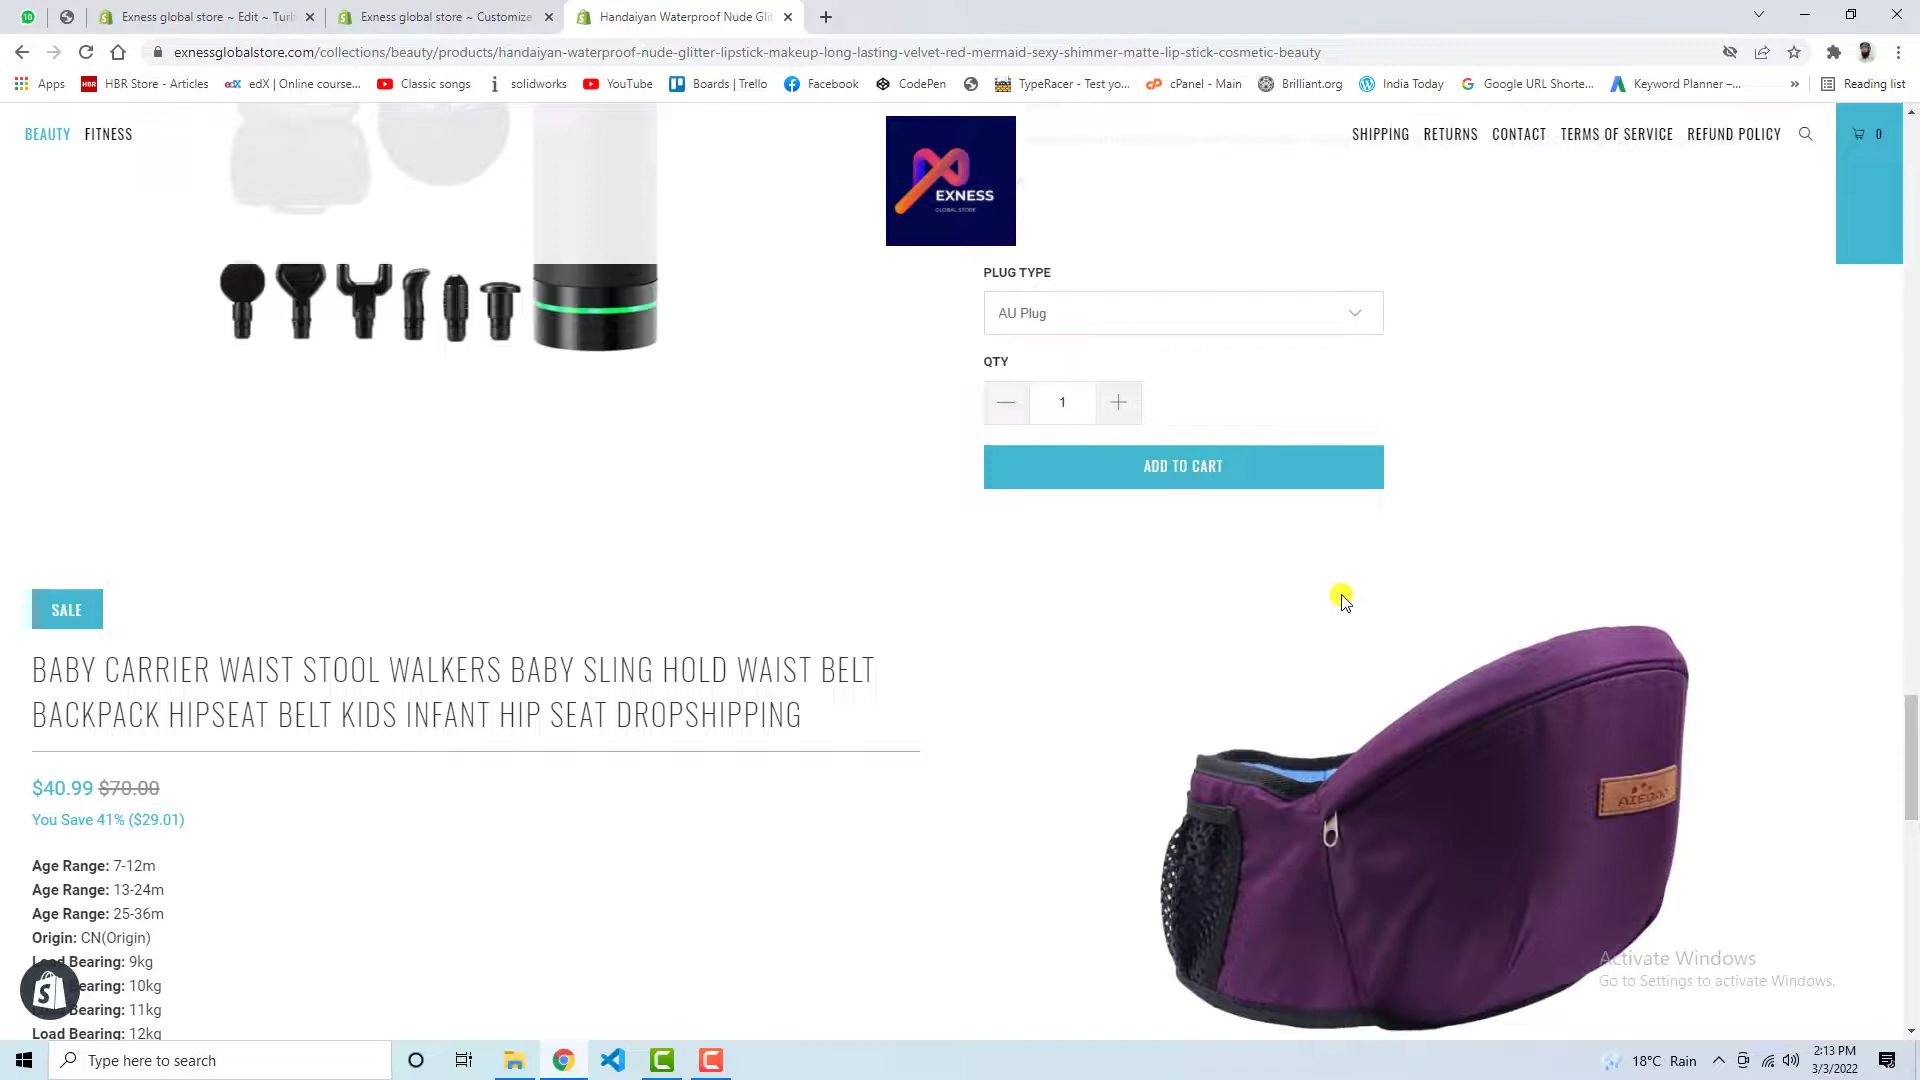 Exness global store ~ Edit ~ Turb
Exness global store ~ Customize
Handaiyan Waterproof Nude Glit
exnessglobalstore.com/collections/beauty/products/handaiyan-waterproof-nude-glitter-lipstick-makeup-long-lasting-velvet-red-mermaid-sexy-shimmer-matte-lip-stick-cosmetic-beauty
Apps HBR Store - Articles edX | Online course... Classic songs solidworks YouTube Boards | Trello Facebook CodePen TypeRacer - Test yo... cPanel - Main Brilliant.org India Today Google URL Shorte... Keyword Planner –... » Reading list
BEAUTY FITNESS
EXNESS
GLOBAL STORE
SHIPPING RETURNS CONTACT TERMS OF SERVICE REFUND POLICY 0
PLUG TYPE
AU Plug
QTY
1
ADD TO CART
SALE
BABY CARRIER WAIST STOOL WALKERS BABY SLING HOLD WAIST BELT
BACKPACK HIPSEAT BELT KIDS INFANT HIP SEAT DROPSHIPPING
$40.99 $70.00
You Save 41% ($29.01)
Age Range: 7-12m
Age Range: 13-24m
Age Range: 25-36m
Origin: CN(Origin)
Load Bearing: 9kg
Bearing: 10kg
Bearing: 11kg
Load Bearing: 12kg
Activate Windows
Go to Settings to activate Windows.
Type here to search
18°C Rain
2:13 PM
3/3/2022